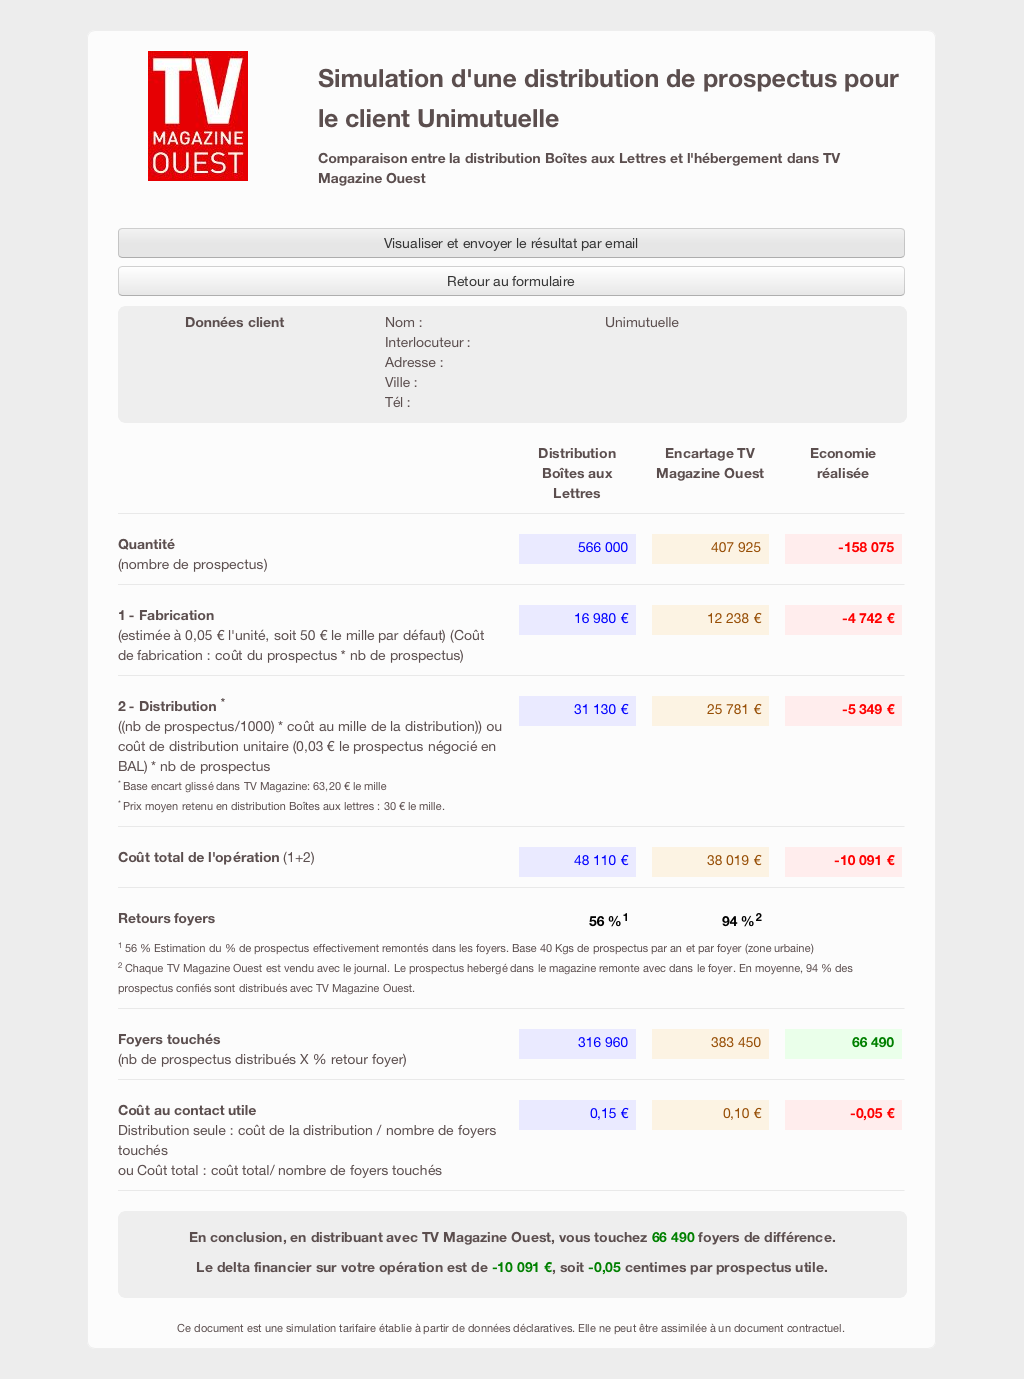 TV
MAGAZINE
OUEST
Simulation d'une distribution de prospectus pour
le client Unimutuelle
Comparaison entre la distribution Boîtes aux Lettres et l'hébergement dans TV
Magazine Ouest
Visualiser et envoyer le résultat par email
Retour au formulaire
Données client
Nom : Unimutuelle
Interlocuteur :
Adresse :
Ville :
Tél :
Distribution Boîtes aux Lettres
Encartage TV Magazine Ouest
Economie réalisée
Quantité 566 000 407 925 -158 075
(nombre de prospectus)
1 - Fabrication 16 980 € 12 238 € -4 742 €
(estimée à 0,05 € l'unité, soit 50 € le mille par défaut) (Coût
de fabrication : coût du prospectus * nb de prospectus)
2 - Distribution * 31 130 € 25 781 € -5 349 €
((nb de prospectus/1000) * coût au mille de la distribution)) ou
coût de distribution unitaire (0,03 € le prospectus négocié en
BAL) * nb de prospectus
* Base encart glissé dans TV Magazine: 63,20 € le mille
* Prix moyen retenu en distribution Boîtes aux lettres : 30 € le mille.
Coût total de l'opération (1+2) 48 110 € 38 019 € -10 091 €
Retours foyers 56 %1 94 %2
1 56 % Estimation du % de prospectus effectivement remontés dans les foyers. Base 40 Kgs de prospectus par an et par foyer (zone urbaine)
2 Chaque TV Magazine Ouest est vendu avec le journal. Le prospectus hebergé dans le magazine remonte avec dans le foyer. En moyenne, 94 % des
prospectus confiés sont distribués avec TV Magazine Ouest.
Foyers touchés 316 960 383 450 66 490
(nb de prospectus distribués X % retour foyer)
Coût au contact utile 0,15 € 0,10 € -0,05 €
Distribution seule : coût de la distribution / nombre de foyers
touchés
ou Coût total : coût total/ nombre de foyers touchés
En conclusion, en distribuant avec TV Magazine Ouest, vous touchez 66 490 foyers de différence.
Le delta financier sur votre opération est de -10 091 €, soit -0,05 centimes par prospectus utile.
Ce document est une simulation tarifaire établie à partir de données déclaratives. Elle ne peut être assimilée à un document contractuel.